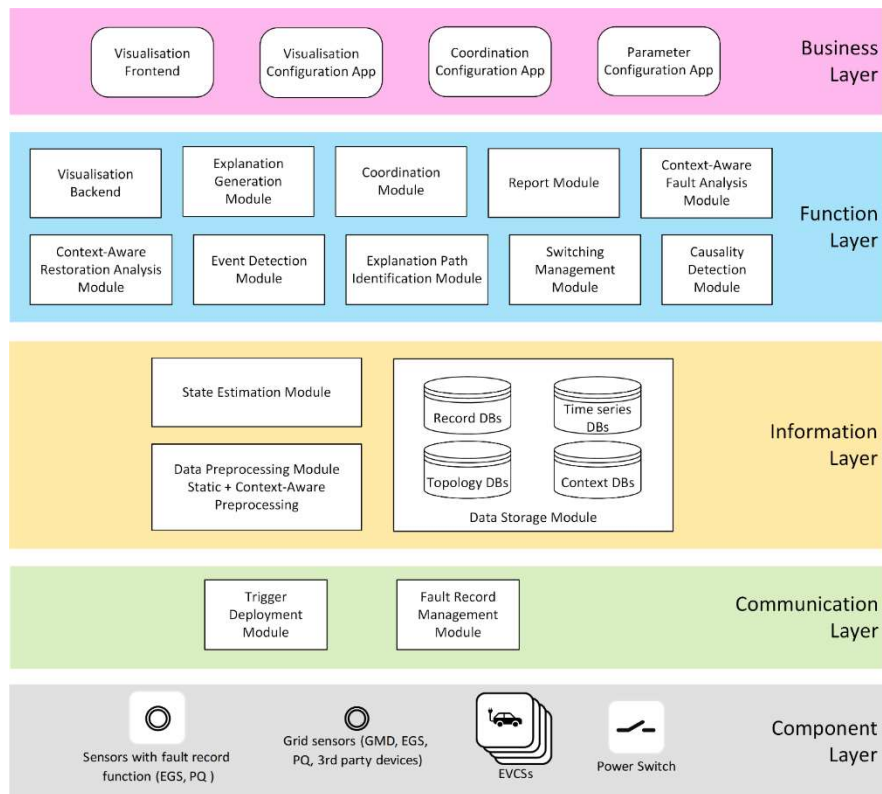 Visualisation
Frontend
Visualisation
Configuration App
Coordination
Configuration App
Parameter
Configuration App
Business
Layer
Visualisation
Backend
Explanation
Generation
Module
Coordination
Module
Report Module
Context-Aware
Fault Analysis
Module
Function
Layer
Context-Aware
Restoration Analysis
Module
Event Detection
Module
Explanation Path
Identification Module
Switching
Management
Module
Causality
Detection
Module
State Estimation Module
Data Preprocessing Module
Static + Context-Aware
Preprocessing
Record DBs
Time series
DBs
Topology DBs
Context DBs
Data Storage Module
Information
Layer
Trigger
Deployment
Module
Fault Record
Management
Module
Communication
Layer
Sensors with fault record
function (EGS, PQ )
Grid sensors (GMD, EGS,
PQ, 3rd party devices)
EVCSs
Power Switch
Component
Layer